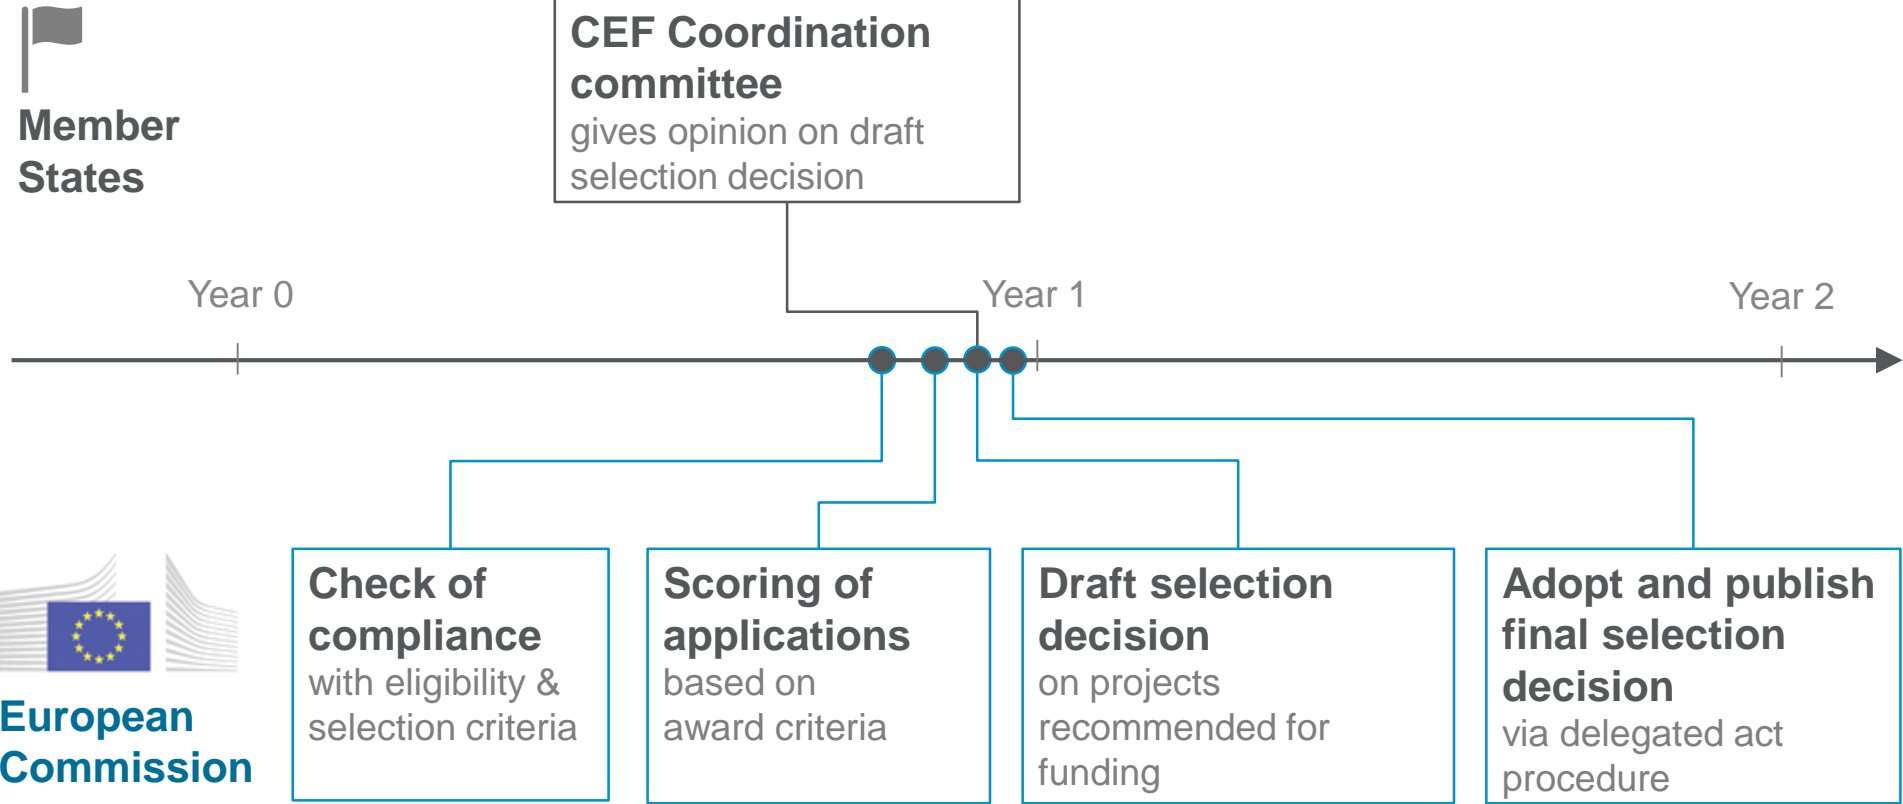 Member
States
CEF Coordination
committee
gives opinion on draft
selection decision
Year 0
Year 1
Year 2
European
Commission
Check of
compliance
with eligibility &
selection criteria
Scoring of
applications
based on
award criteria
Draft selection
decision
on projects
recommended for
funding
Adopt and publish
final selection
decision
via delegated act
procedure